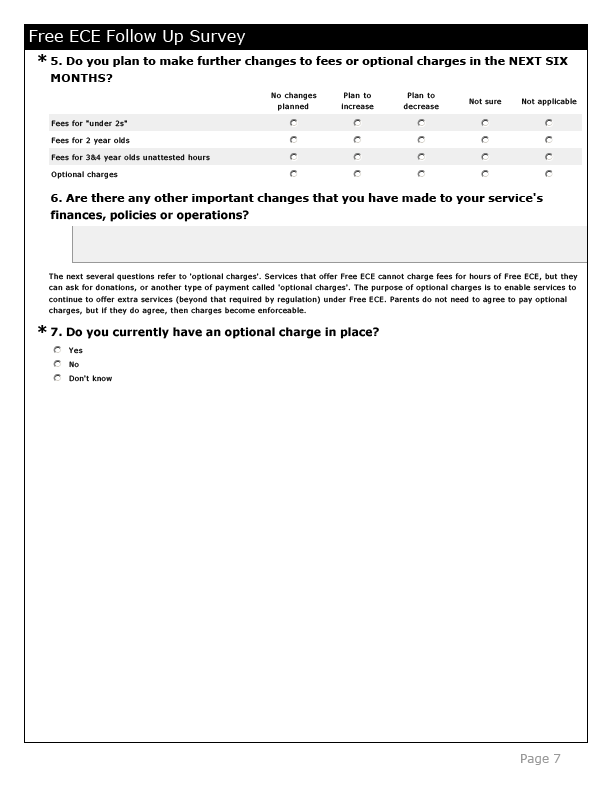 Free ECE Follow Up Survey
* 5. Do you plan to make further changes to fees or optional charges in the NEXT SIX
MONTHS?
No changes planned Plan to increase Plan to decrease Not sure Not applicable
Fees for "under 2s"
Fees for 2 year olds
Fees for 3&4 year olds unattested hours
Optional charges
6. Are there any other important changes that you have made to your service's
finances, policies or operations?
The next several questions refer to 'optional charges'. Services that offer Free ECE cannot charge fees for hours of Free ECE, but they
can ask for donations, or another type of payment called 'optional charges'. The purpose of optional charges is to enable services to
continue to offer extra services (beyond that required by regulation) under Free ECE. Parents do not need to agree to pay optional
charges, but if they do agree, then charges become enforceable.
* 7. Do you currently have an optional charge in place?
Yes
No
Don't know
Page 7